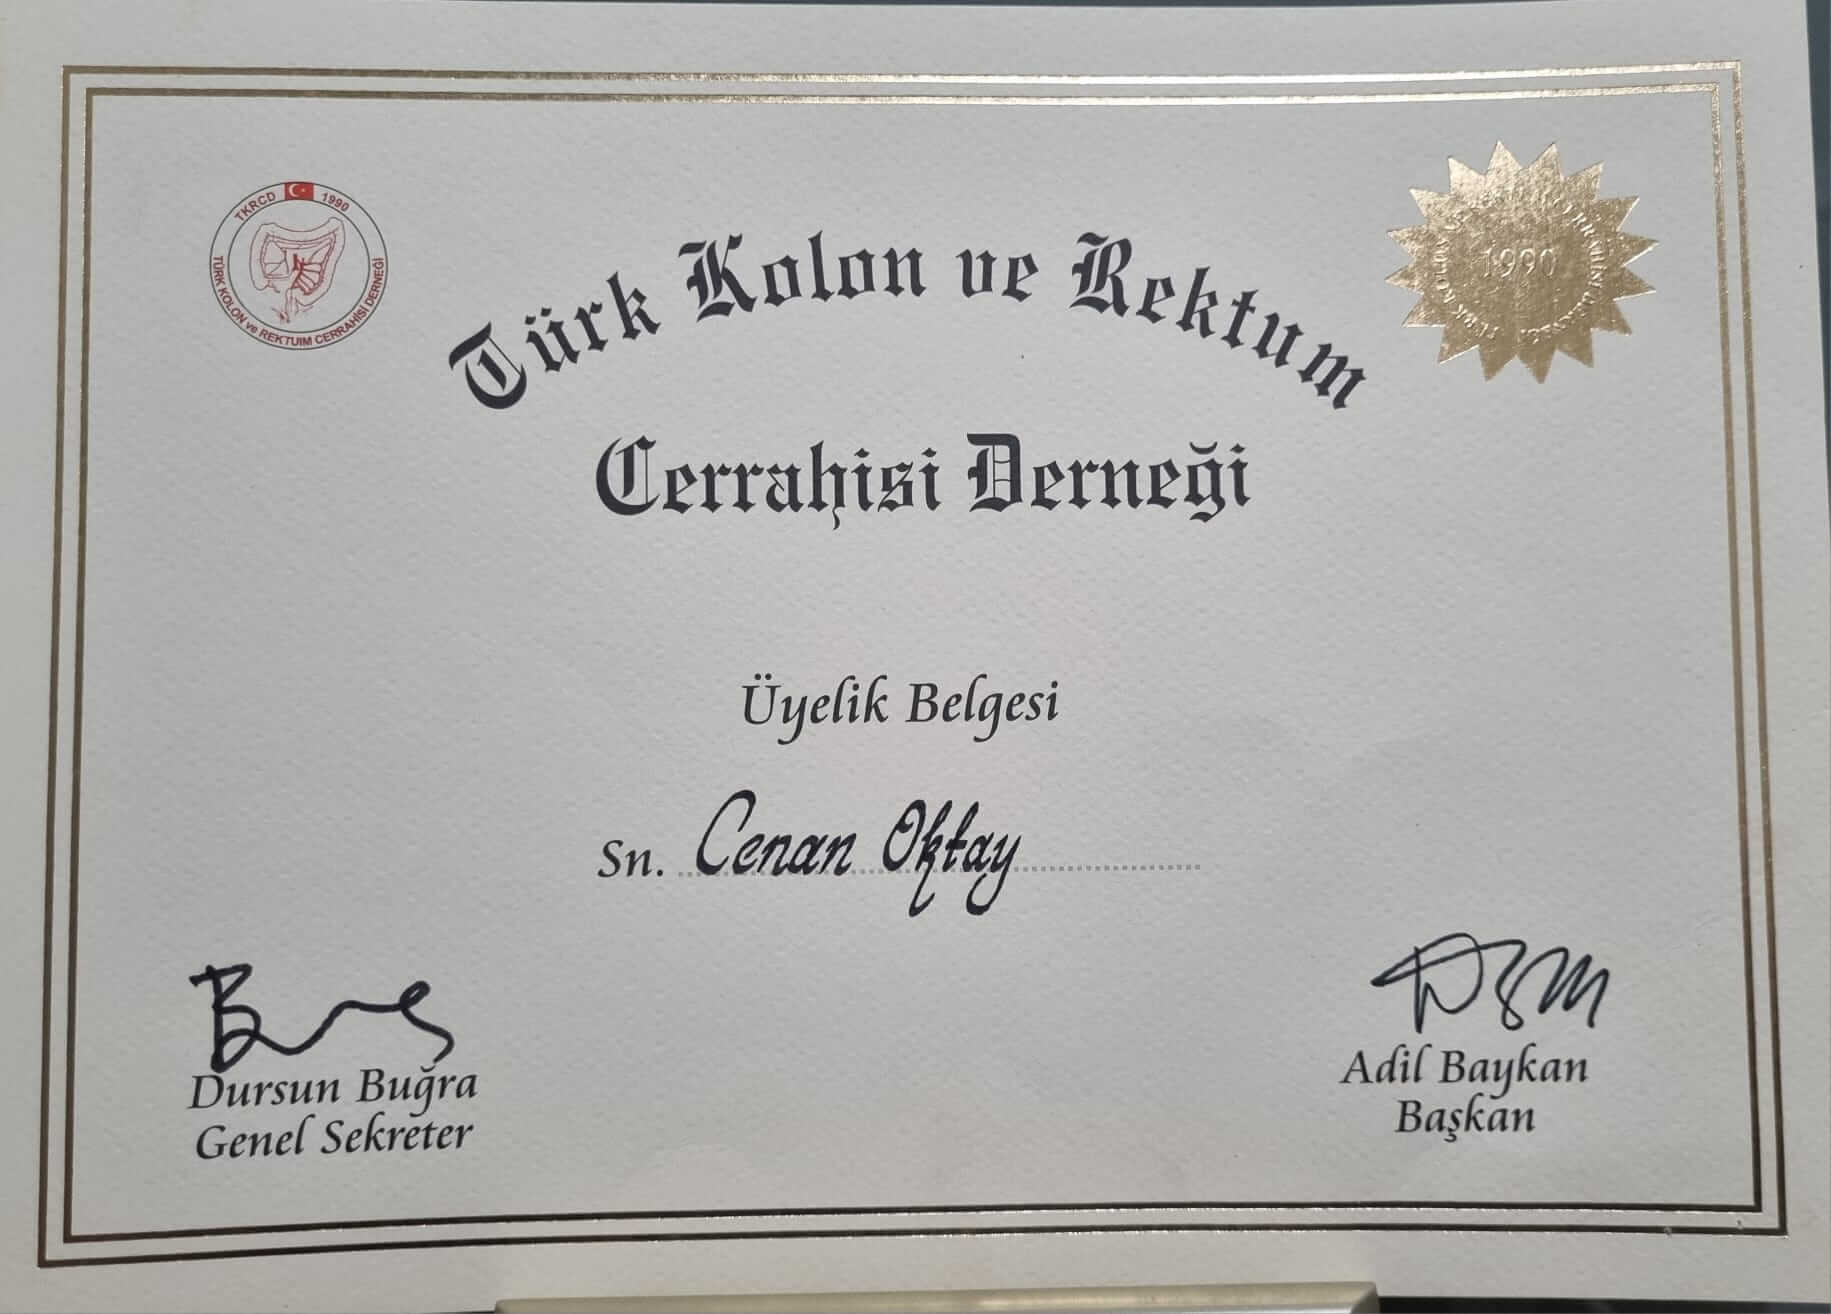 TKRCD 1990
TÜRK KOLON ve REKTUIM CERRAHİSİ DERNEĞİ
1990
Türk Kolon ve Rektum
Cerrahisi Derneği
Üyelik Belgesi
Sn. Cenan Oktay
Dursun Buğra
Genel Sekreter
Adil Baykan
Başkan